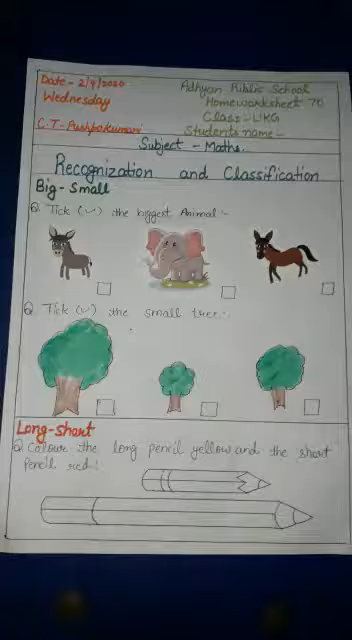 Date - 2/9/2020
Wednesday
C.T - Pushpakumari
Adhyan Public School
Homeworksheet 70
Class :- UKG
Students name -
Subject - Maths.
Recognization and Classification
Big - Small
Q Tick (✓) the biggest Animal :-
Q Tick (✓) the small tree :-
Long - Short
Q Colour the long pencil yellow and the short
pencil red :